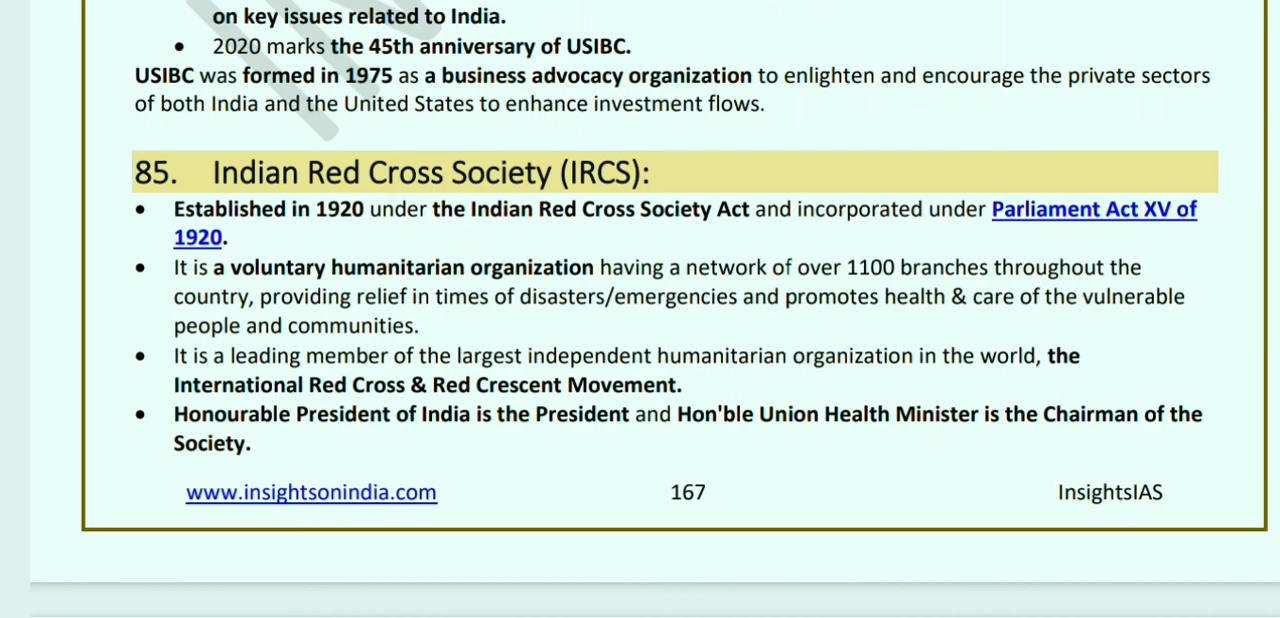 on key issues related to India.
• 2020 marks the 45th anniversary of USIBC.
USIBC was formed in 1975 as a business advocacy organization to enlighten and encourage the private sectors
of both India and the United States to enhance investment flows.
85. Indian Red Cross Society (IRCS):
• Established in 1920 under the Indian Red Cross Society Act and incorporated under Parliament Act XV of
1920.
• It is a voluntary humanitarian organization having a network of over 1100 branches throughout the
country, providing relief in times of disasters/emergencies and promotes health & care of the vulnerable
people and communities.
• It is a leading member of the largest independent humanitarian organization in the world, the
International Red Cross & Red Crescent Movement.
• Honourable President of India is the President and Hon'ble Union Health Minister is the Chairman of the
Society.
www.insightsonindia.com 167 InsightsIAS